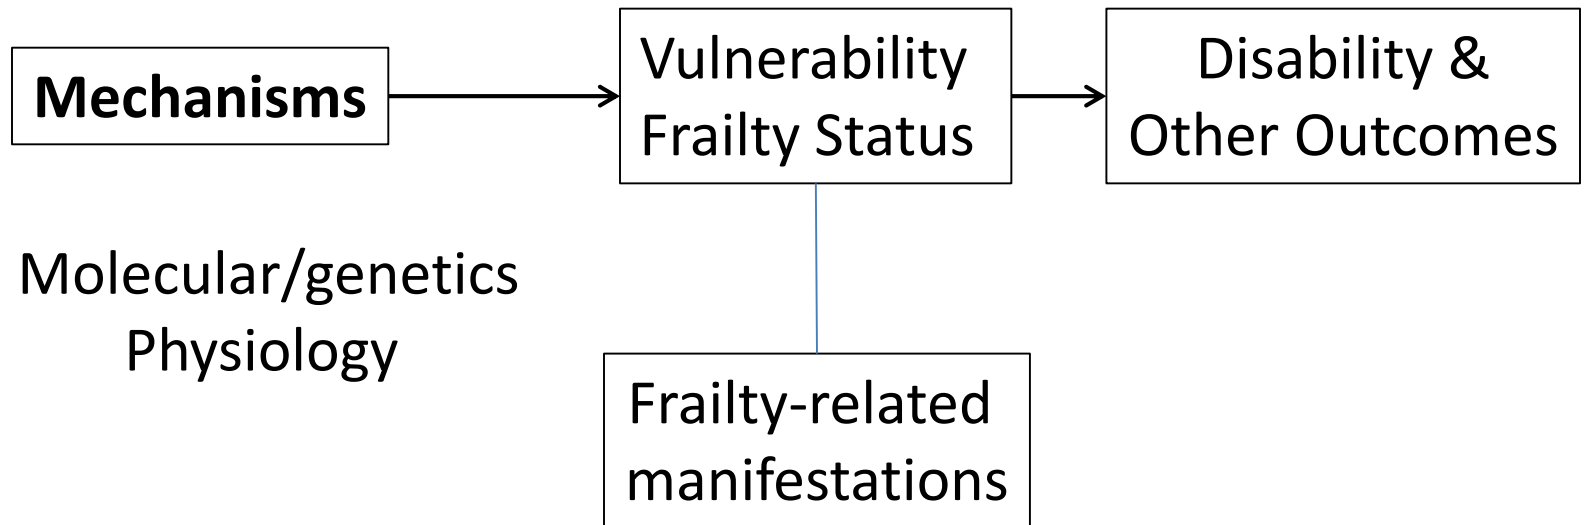 Mechanisms
Vulnerability
Frailty Status
Disability &
Other Outcomes
Molecular/genetics
Physiology
Frailty-related
manifestations